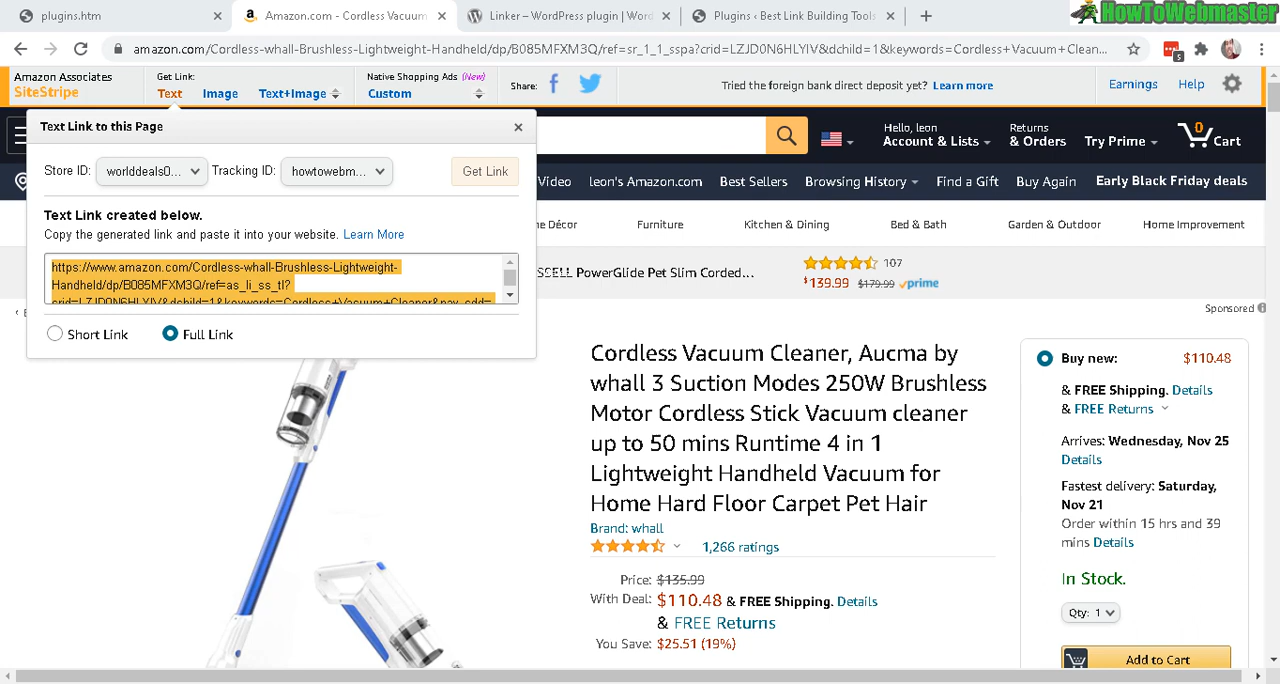 plugins.htm
Amazon.com - Cordless Vacuum
Linker – WordPress plugin | Word
Plugins ‹ Best Link Building Tools
HowToWebmaster
amazon.com/Cordless-whall-Brushless-Lightweight-Handheld/dp/B085MFXM3Q/ref=sr_1_1_sspa?crid=LZJD0N6HLYIV&dchild=1&keywords=Cordless+Vacuum+Clean...
5
Amazon Associates
SiteStripe
Get Link:
Text
Image
Text+Image
Native Shopping Ads (New)
Custom
Share:
Tried the foreign bank direct deposit yet? Learn more
Earnings
Help
Text Link to this Page
Store ID: worlddeals0...
Tracking ID: howtowebm...
Get Link
Text Link created below.
Copy the generated link and paste it into your website. Learn More
https://www.amazon.com/Cordless-whall-Brushless-Lightweight-
Handheld/dp/B085MFXM3Q/ref=as_li_ss_tl?
crid=LZJD0N6HLYIV&dchild=1&keywords=Cordless+Vacuum+Cleaner&pay_edd=
Short Link
Full Link
Hello, leon
Account & Lists
Returns
& Orders
Try Prime
0
Cart
Video
leon's Amazon.com
Best Sellers
Browsing History
Find a Gift
Buy Again
Early Black Friday deals
me Décor
Furniture
Kitchen & Dining
Bed & Bath
Garden & Outdoor
Home Improvement
PowerGlide Pet Slim Corded...
107
$139.99 $179.99 prime
Sponsored
Cordless Vacuum Cleaner, Aucma by
whall 3 Suction Modes 250W Brushless
Motor Cordless Stick Vacuum cleaner
up to 50 mins Runtime 4 in 1
Lightweight Handheld Vacuum for
Home Hard Floor Carpet Pet Hair
Brand: whall
1,266 ratings
Price: $135.99
With Deal: $110.48 & FREE Shipping. Details
& FREE Returns
You Save: $25.51 (19%)
Buy new:
$110.48
& FREE Shipping. Details
& FREE Returns
Arrives: Wednesday, Nov 25
Details
Fastest delivery: Saturday,
Nov 21
Order within 15 hrs and 39
mins Details
In Stock.
Qty: 1
Add to Cart